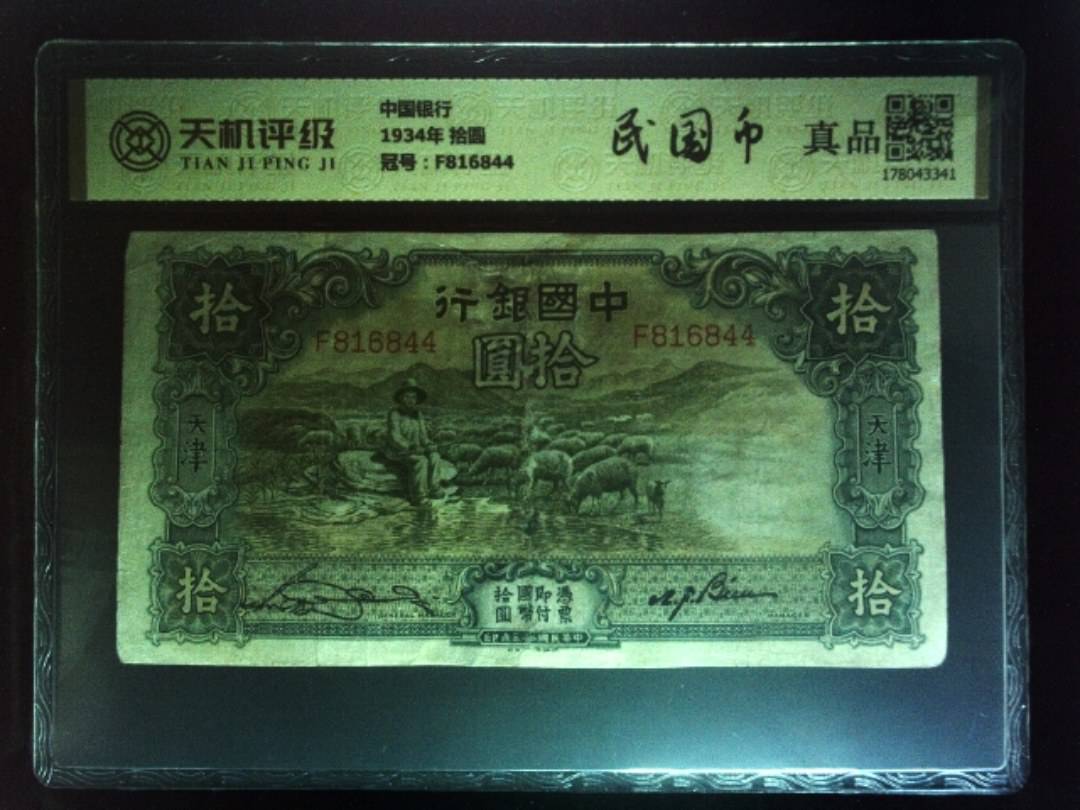 天机评级
TIAN JI PING JI
中国银行
1934年 拾圆
冠号：F816844
民国币
真品
178043341
拾
行銀國中
拾
F816844
F816844
圓拾
天津
天津
拾
拾國即憑
圓幣付票
拾